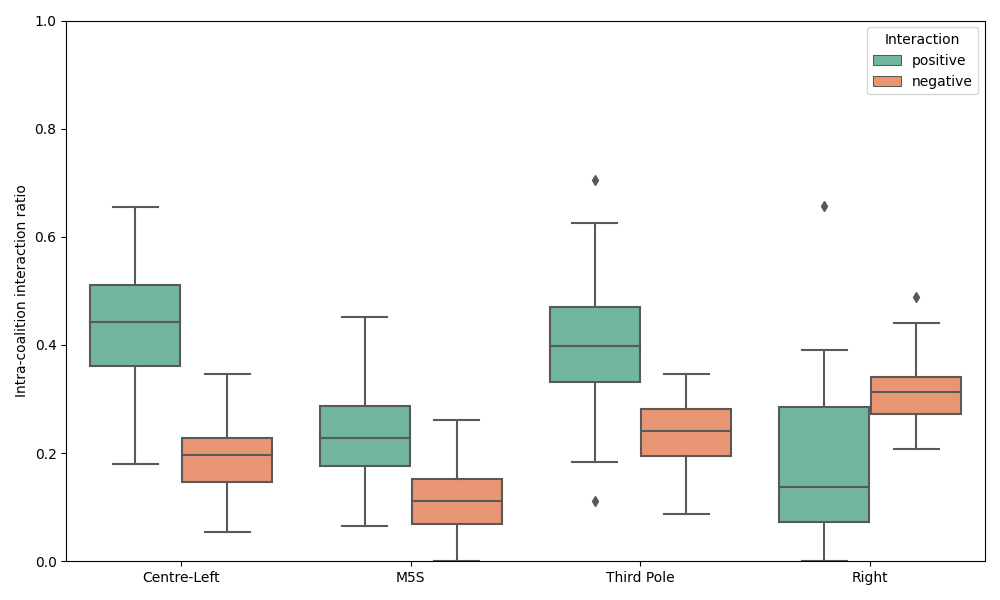 1.0
0.8
0.6
0.4
0.2
0.0
Intra-coalition interaction ratio
Interaction
positive
negative
Centre-Left
M5S
Third Pole
Right